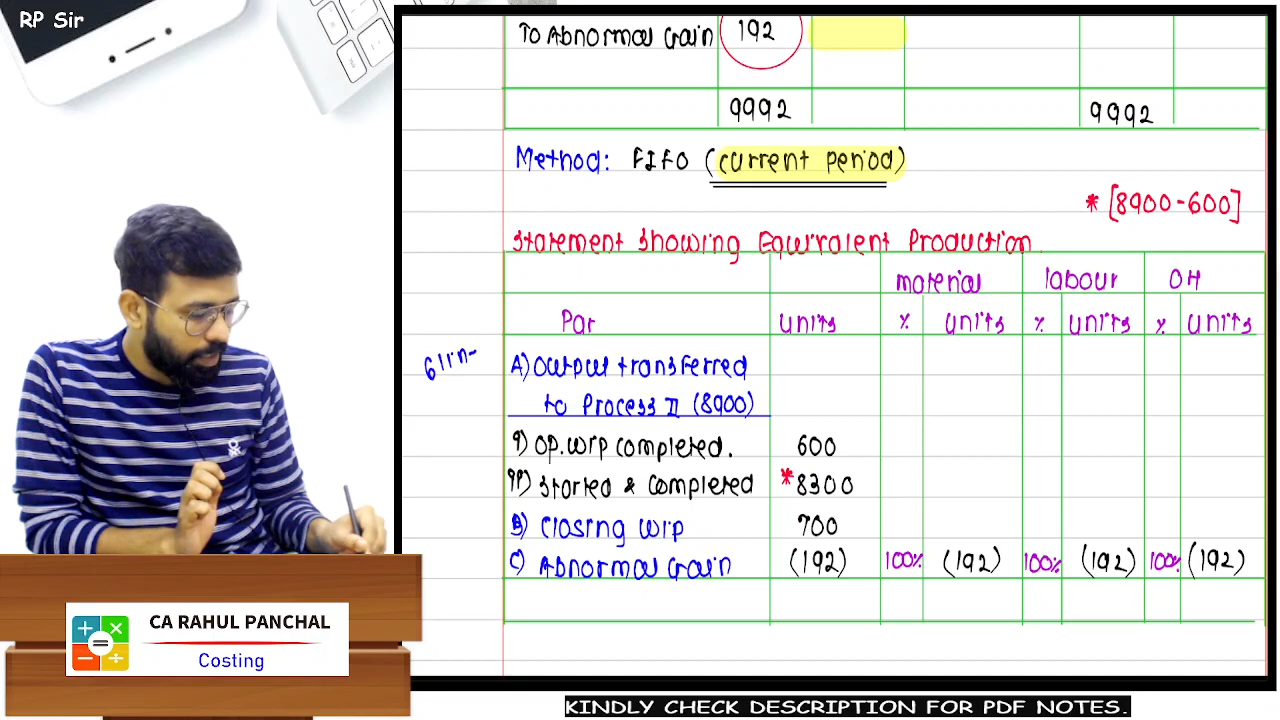 RP Sir
To Abnormal Gain 192
9992 9992
Method: FIFO (current period)
* [8900-600]
Statement Showing Equivalent Production.
material labour OH
Par units % units % units % units
A) Output transferred
to Process II (8900)
i) OP. WIP completed. 600
ii) Started & completed *8300
B) Closing WIP 700
C) Abnormal Gain (192) 100% (192) 100% (192) 100% (192)
CA RAHUL PANCHAL
Costing
KINDLY CHECK DESCRIPTION FOR PDF NOTES.